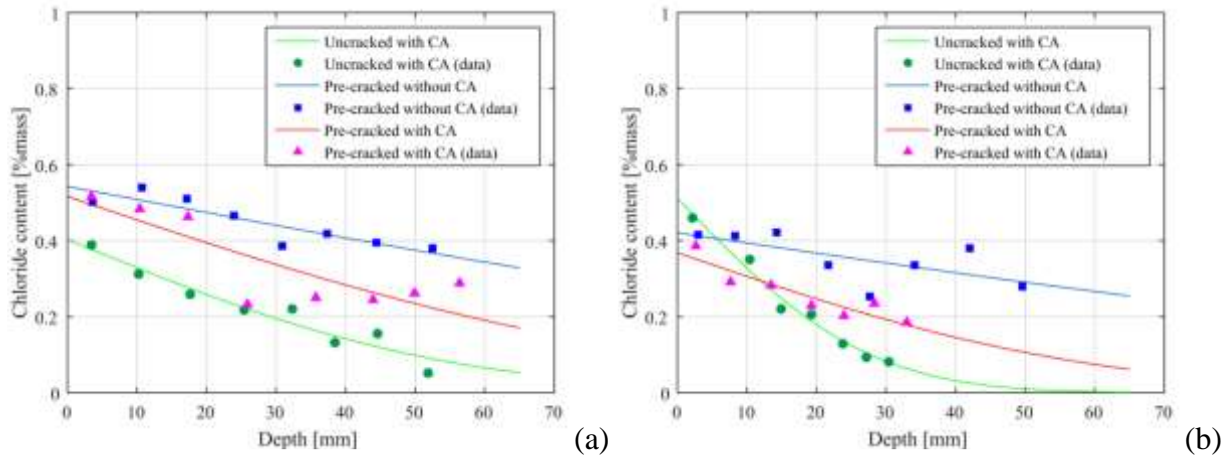 1
0.8
0.6
0.4
0.2
0
Chloride content [%mass]
Uncracked with CA
Uncracked with CA (data)
Pre-cracked without CA
Pre-cracked without CA (data)
Pre-cracked with CA
Pre-cracked with CA (data)
0 10 20 30 40 50 60 70
Depth [mm]
(a)
1
0.8
0.6
0.4
0.2
0
Chloride content [%mass]
Uncracked with CA
Uncracked with CA (data)
Pre-cracked without CA
Pre-cracked without CA (data)
Pre-cracked with CA
Pre-cracked with CA (data)
0 10 20 30 40 50 60 70
Depth [mm]
(b)